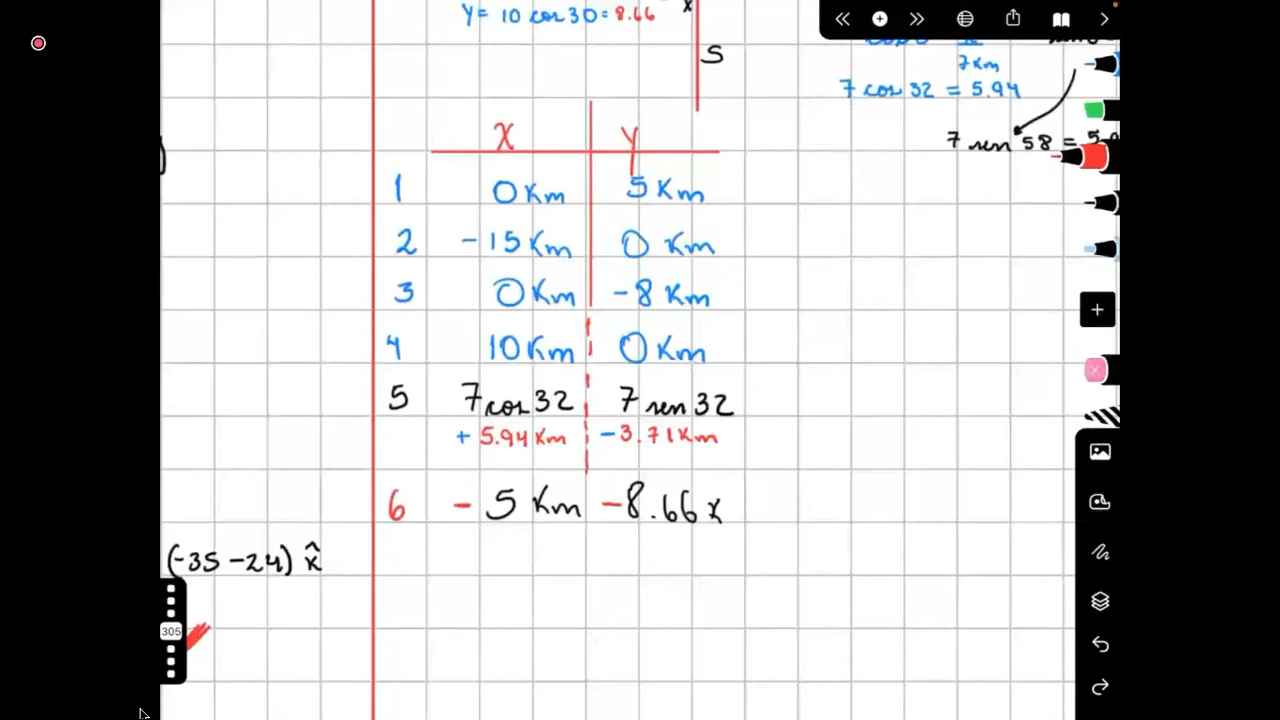 Y= 10 cos 30 = 8.66
x
S
7 Km
7 cos 32 = 5.94
7 sen 58 =
X Y
1 0 Km 5 Km
2 -15 Km 0 Km
3 0 Km -8 Km
4 10 Km 0 Km
5 7 cos 32 7 sen 32
+ 5.94 Km -3.71 Km
6 - 5 Km -8.66 x
(-35 -24) x̂
305